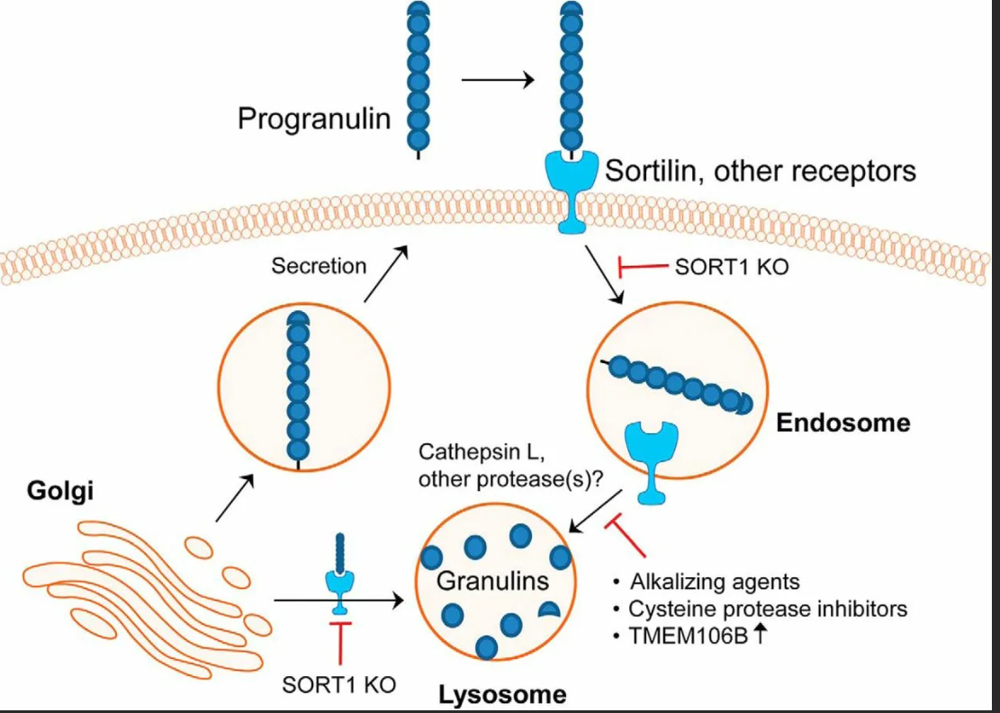 Progranulin
Sortilin, other receptors
Secretion
SORT1 KO
Endosome
Cathepsin L,
other protease(s)?
Golgi
Granulins
• Alkalizing agents
• Cysteine protease inhibitors
• TMEM106B ↑
SORT1 KO
Lysosome